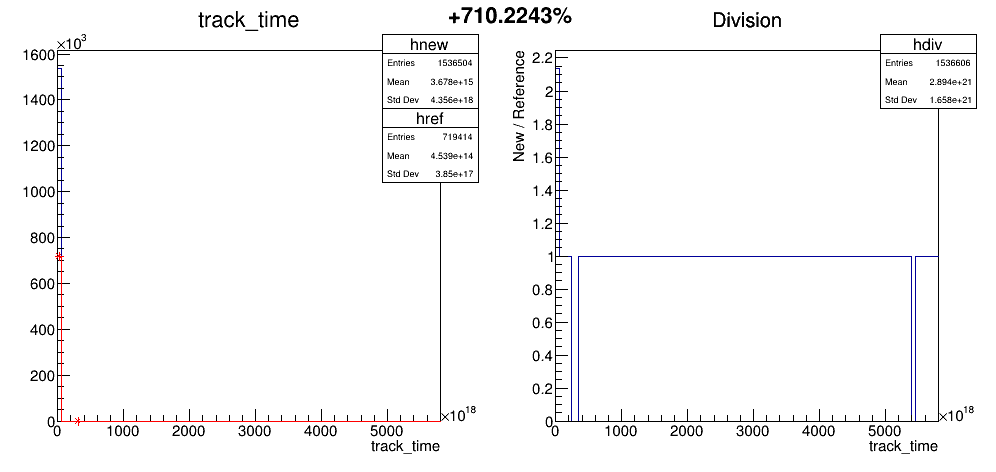 +710.2243%
track_time
×10³
hnew
Entries 1536504
Mean 3.678e+15
Std Dev 4.356e+18
href
Entries 719414
Mean 4.539e+14
Std Dev 3.85e+17
1600
1400
1200
1000
800
600
400
200
0
0 1000 2000 3000 4000 5000
×10¹⁸
track_time
Division
hdiv
Entries 1536606
Mean 2.894e+21
Std Dev 1.658e+21
New / Reference
2.2
2
1.8
1.6
1.4
1.2
1
0.8
0.6
0.4
0.2
0
0 1000 2000 3000 4000 5000
×10¹⁸
track_time